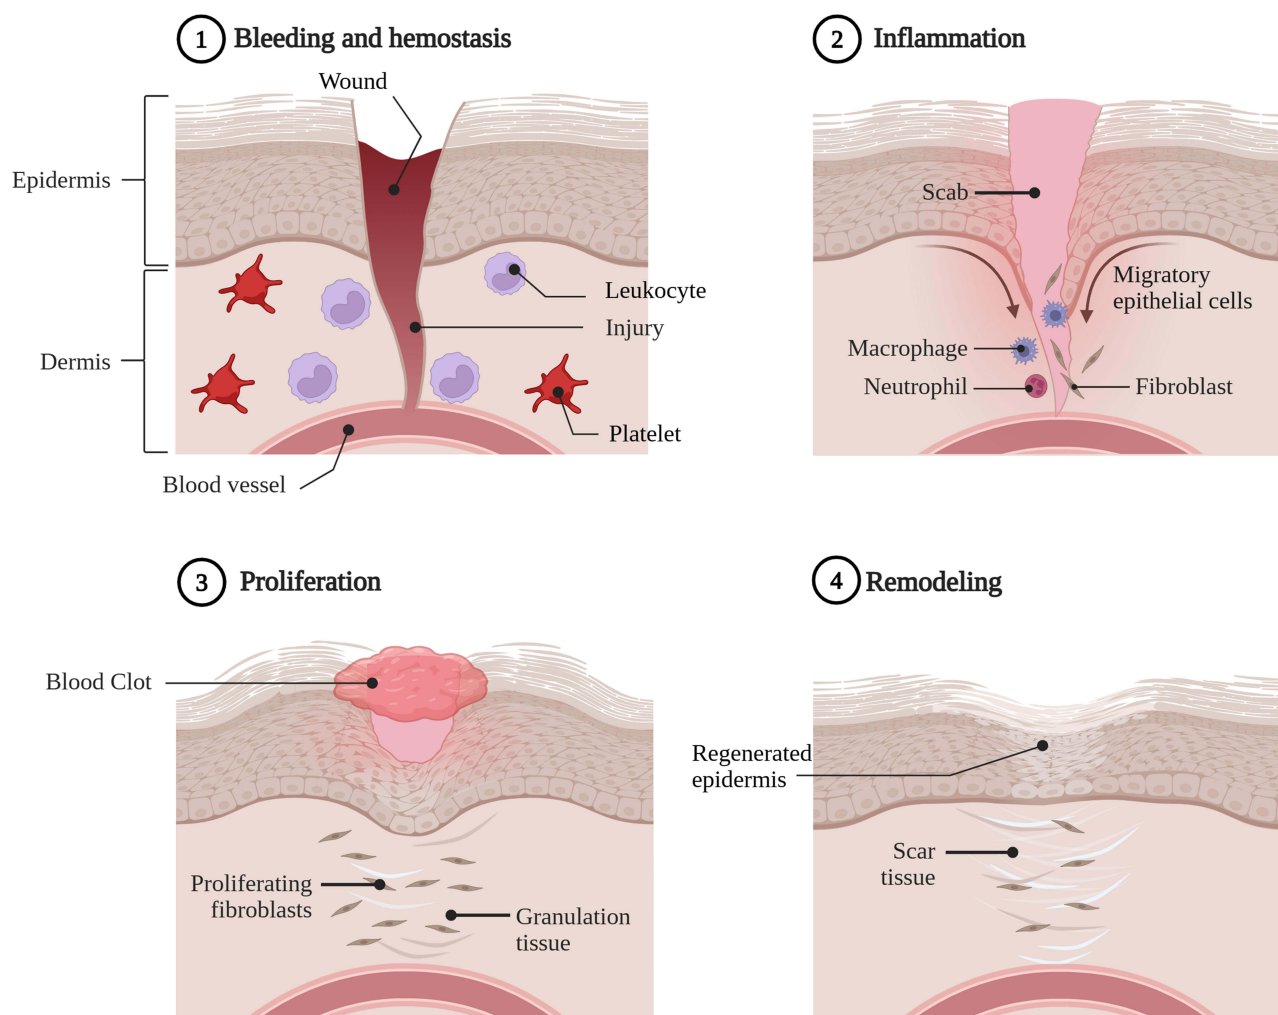 1 Bleeding and hemostasis
Wound
Epidermis
Leukocyte
Injury
Dermis
Platelet
Blood vessel
2 Inflammation
Scab
Migratory
epithelial cells
Macrophage
Neutrophil
Fibroblast
3 Proliferation
Blood Clot
Proliferating
fibroblasts
Granulation
tissue
4 Remodeling
Regenerated
epidermis
Scar
tissue